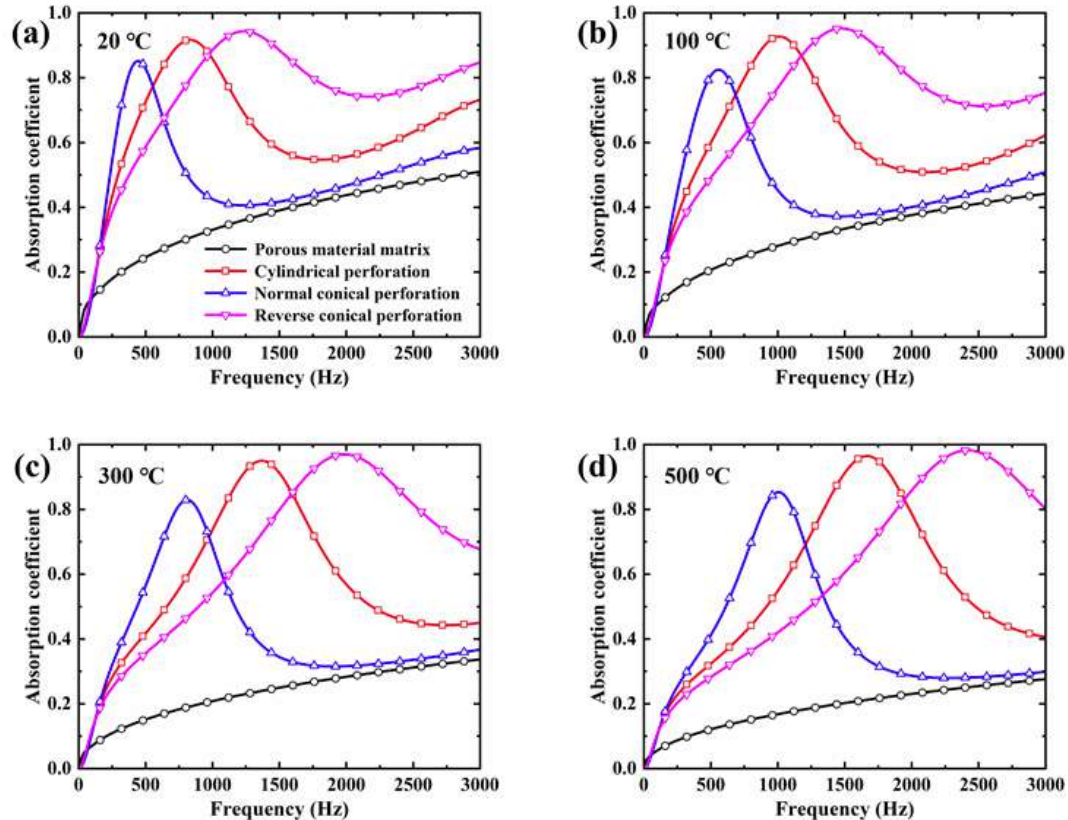 (a)
20 °C
1.0
0.8
0.6
0.4
0.2
0.0
Absorption coefficient
Porous material matrix
Cylindrical perforation
Normal conical perforation
Reverse conical perforation
0 500 1000 1500 2000 2500 3000
Frequency (Hz)
(b)
100 °C
1.0
0.8
0.6
0.4
0.2
0.0
Absorption coefficient
0 500 1000 1500 2000 2500 3000
Frequency (Hz)
(c)
300 °C
1.0
0.8
0.6
0.4
0.2
0.0
Absorption coefficient
0 500 1000 1500 2000 2500 3000
Frequency (Hz)
(d)
500 °C
1.0
0.8
0.6
0.4
0.2
0.0
Absorption coefficient
0 500 1000 1500 2000 2500 3000
Frequency (Hz)